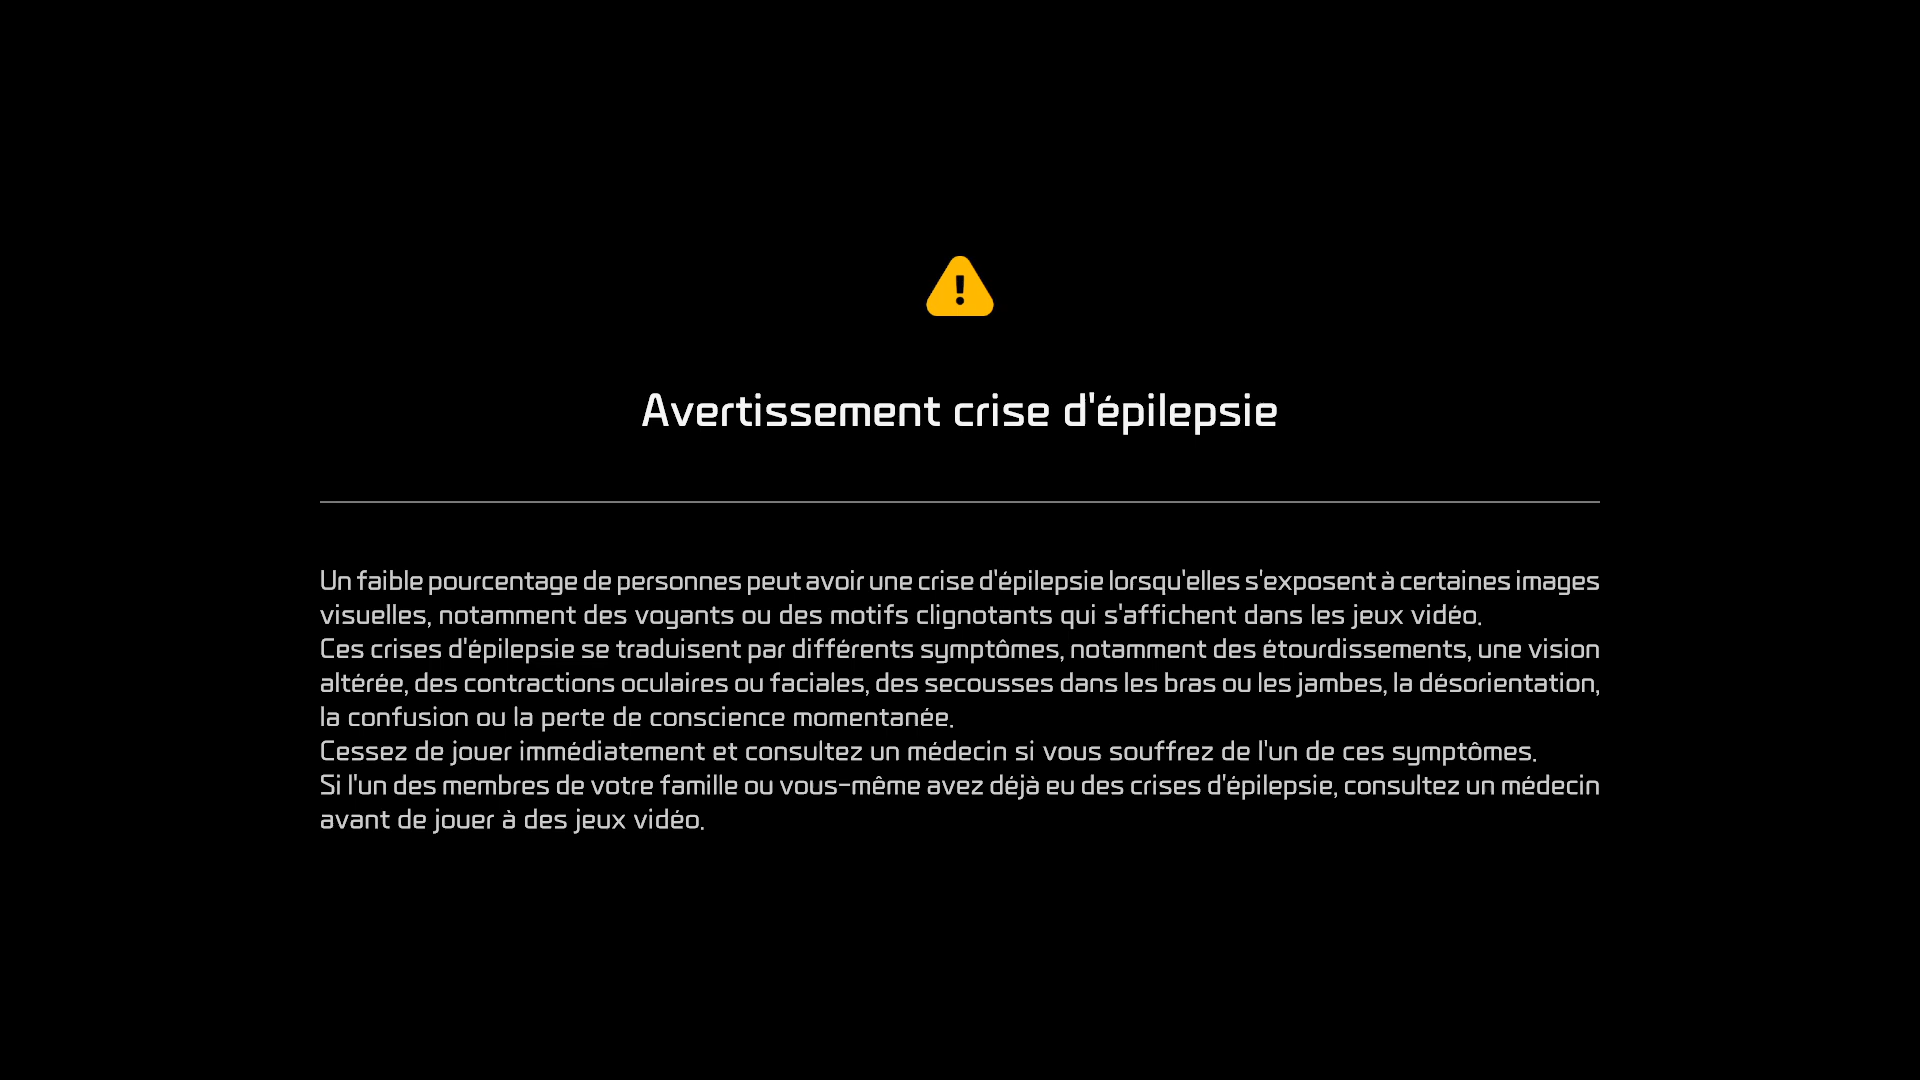 Avertissement crise d'épilepsie
Un faible pourcentage de personnes peut avoir une crise d'épilepsie lorsqu'elles s'exposent à certaines images
visuelles, notamment des voyants ou des motifs clignotants qui s'affichent dans les jeux vidéo.
Ces crises d'épilepsie se traduisent par différents symptômes, notamment des étourdissements, une vision
altérée, des contractions oculaires ou faciales, des secousses dans les bras ou les jambes, la désorientation,
la confusion ou la perte de conscience momentanée.
Cessez de jouer immédiatement et consultez un médecin si vous souffrez de l'un de ces symptômes.
Si l'un des membres de votre famille ou vous-même avez déjà eu des crises d'épilepsie, consultez un médecin
avant de jouer à des jeux vidéo.